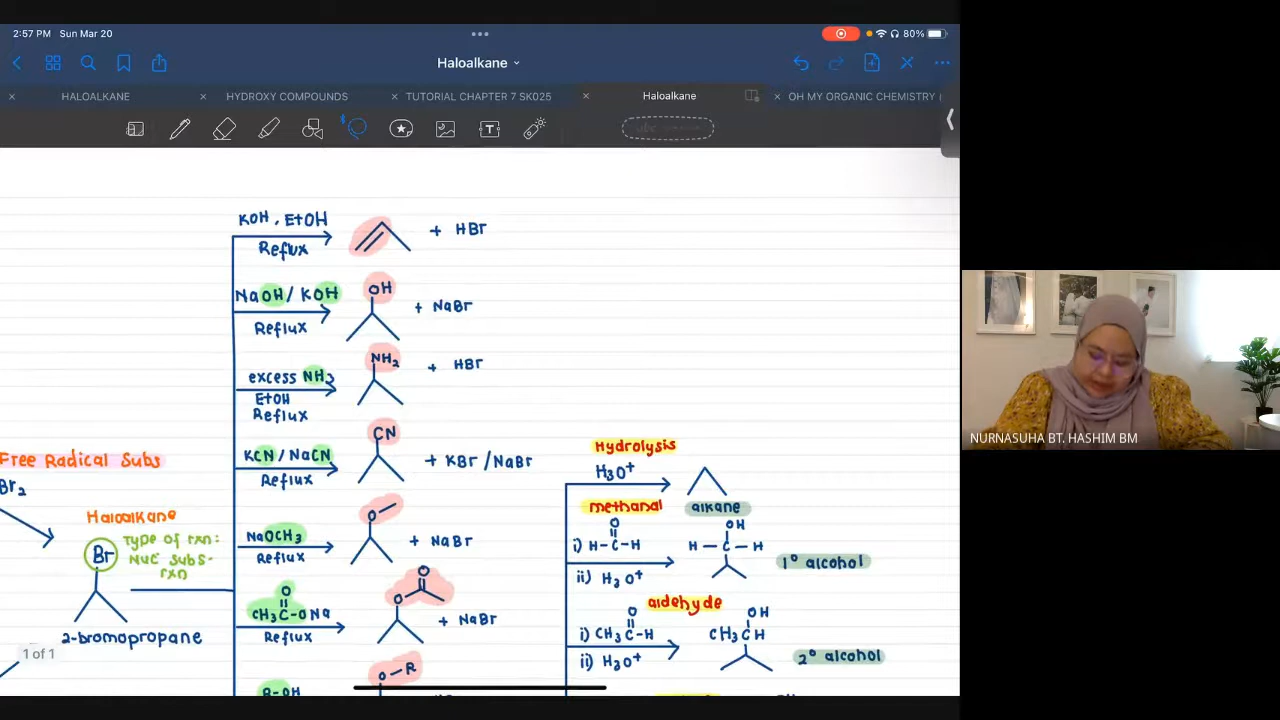 2:57 PM Sun Mar 20
80%
Haloalkane
HALOALKANE
HYDROXY COMPOUNDS
TUTORIAL CHAPTER 7 SK025
Haloalkane
OH MY ORGANIC CHEMISTRY (
KOH, EtOH
Reflux
+ HBr
NaOH / KOH
Reflux
OH
+ NaBr
excess NH3
EtOH
Reflux
NH2
+ HBr
KCN / NaCN
Reflux
CN
+ KBr / NaBr
NaOCH3
Reflux
O
+ NaBr
O
CH3C-ONa
Reflux
O
O
+ NaBr
R-OH
O-R
Free Radical Subs
Br2
Haloalkane
Br
Type of rxn:
Nuc subs-
rxn
2-bromopropane
1 of 1
Hydrolysis
H3O+
alkane
methanal
O
i) H-C-H
ii) H3O+
OH
H-C-H
1° alcohol
aldehyde
O
i) CH3C-H
ii) H3O+
OH
CH3CH
2° alcohol
NURNASUHA BT. HASHIM BM